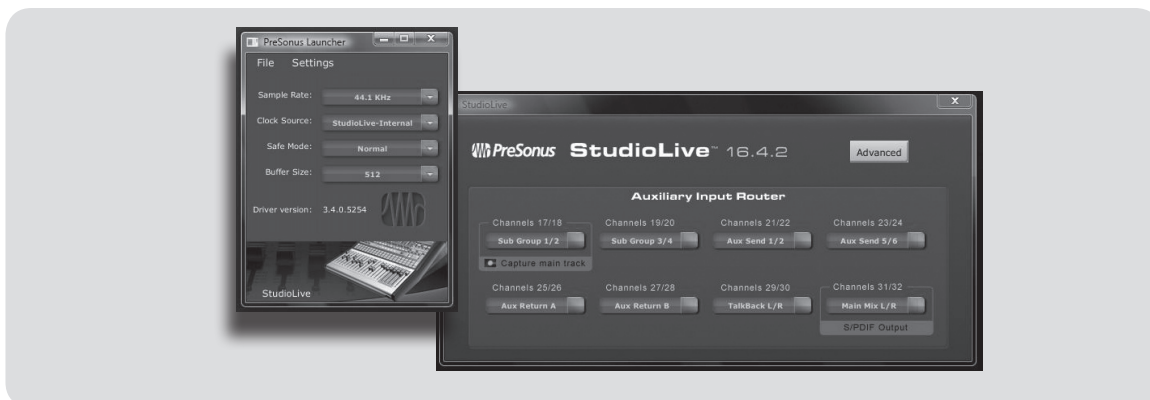 PreSonus Launcher
File Settings
Sample Rate: 44.1 KHz
Clock Source: StudioLive-Internal
Safe Mode: Normal
Buffer Size: 512
Driver version: 3.4.0.5254
StudioLive
StudioLive
PreSonus StudioLive™ 16.4.2 Advanced
Auxiliary Input Router
Channels 17/18 Channels 19/20 Channels 21/22 Channels 23/24
Sub Group 1/2 Sub Group 3/4 Aux Send 1/2 Aux Send 5/6
Capture main track
Channels 25/26 Channels 27/28 Channels 29/30 Channels 31/32
Aux Return A Aux Return B TalkBack L/R Main Mix L/R
S/PDIF Output